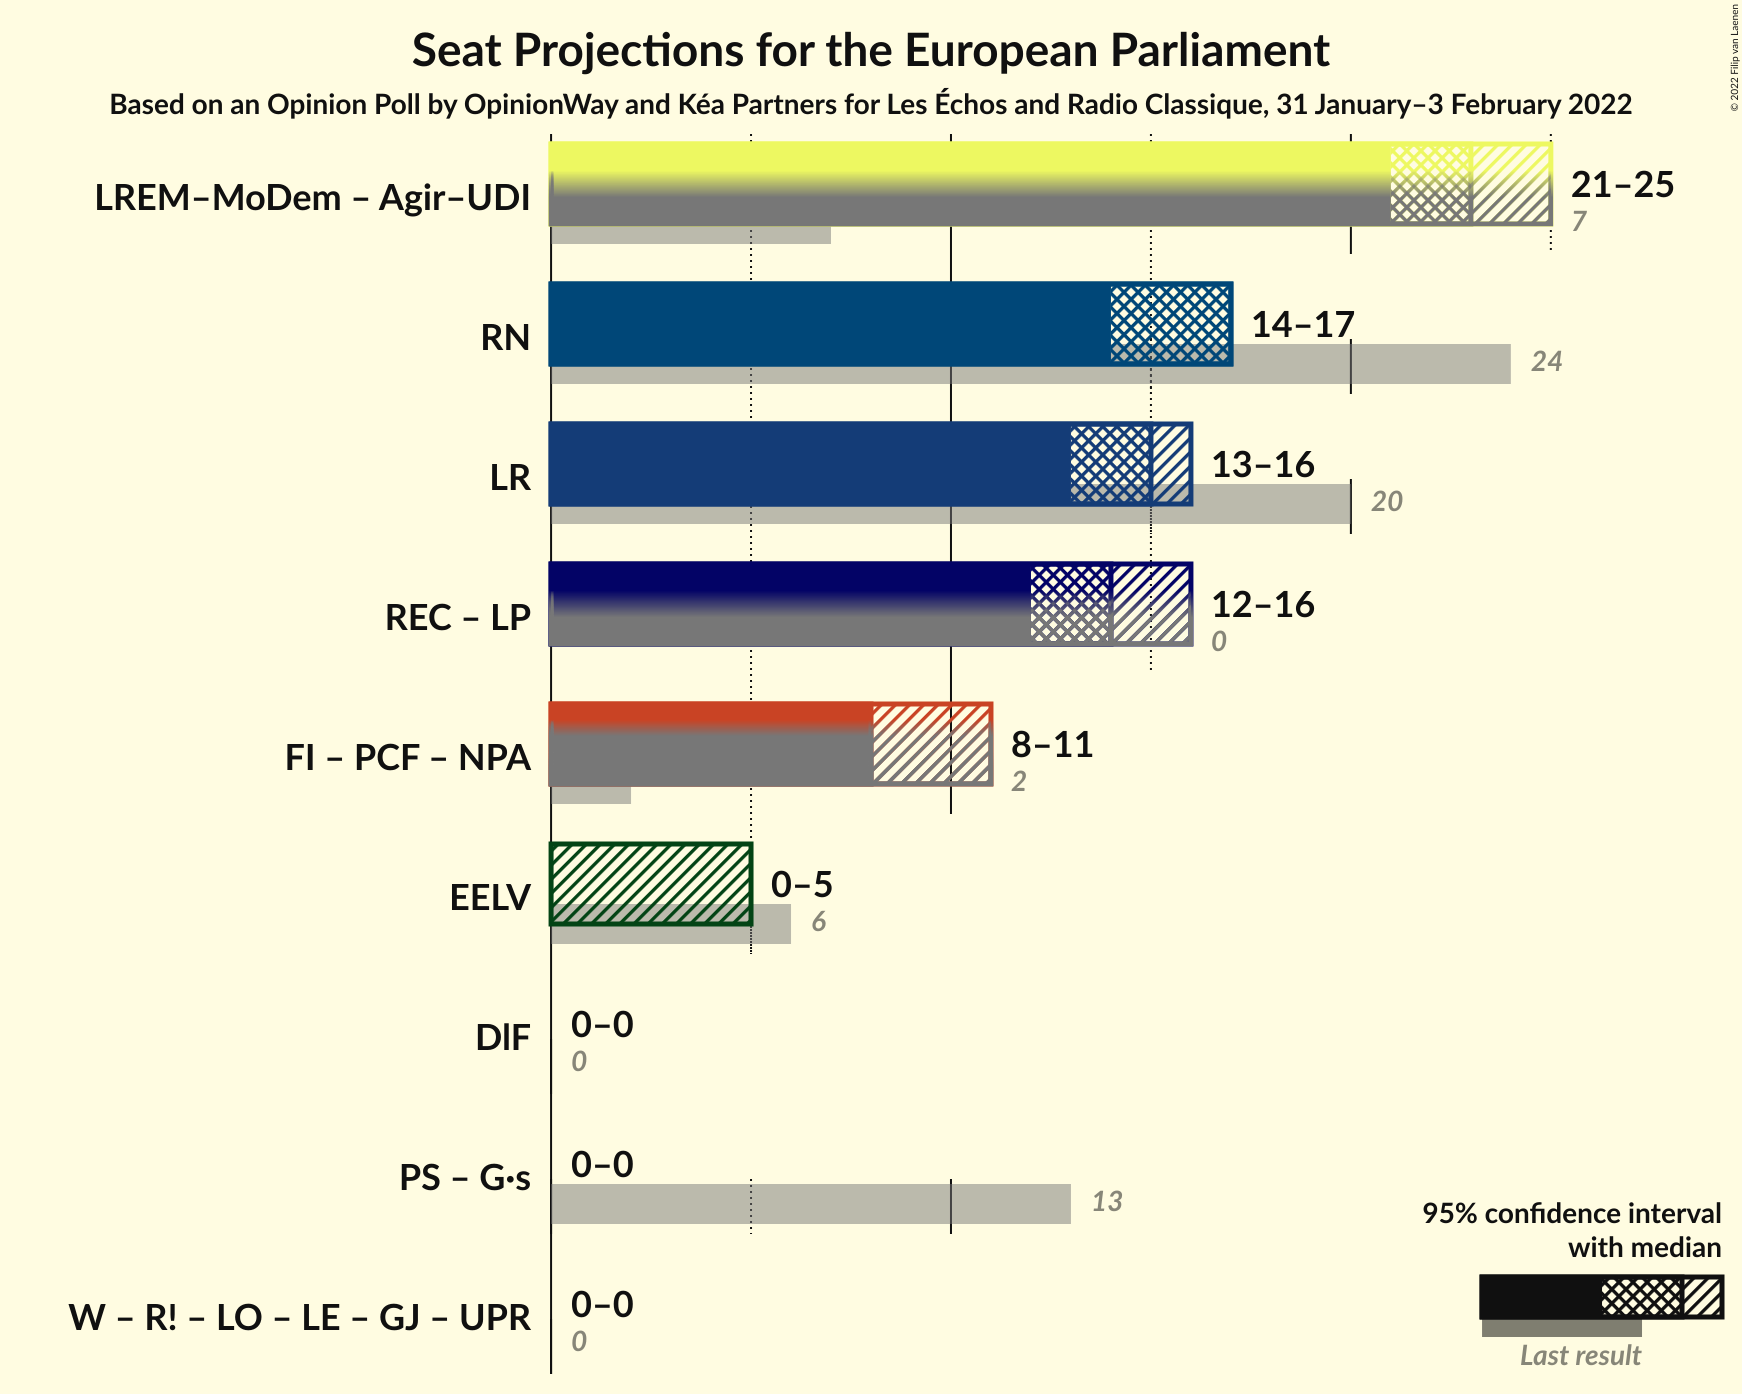 Seat Projections for the European Parliament
Based on an Opinion Poll by OpinionWay and Kéa Partners for Les Échos and Radio Classique, 31 January–3 February 2022
© 2022 Filip van Laenen
LREM–MoDem – Agir–UDI
21–25
7
RN
14–17
24
LR
13–16
20
REC – LP
12–16
0
FI – PCF – NPA
8–11
2
EELV
0–5
6
DlF
0–0
0
PS – G·s
0–0
13
W – R! – LO – LE – GJ – UPR
0–0
0
95% confidence interval
with median
Last result